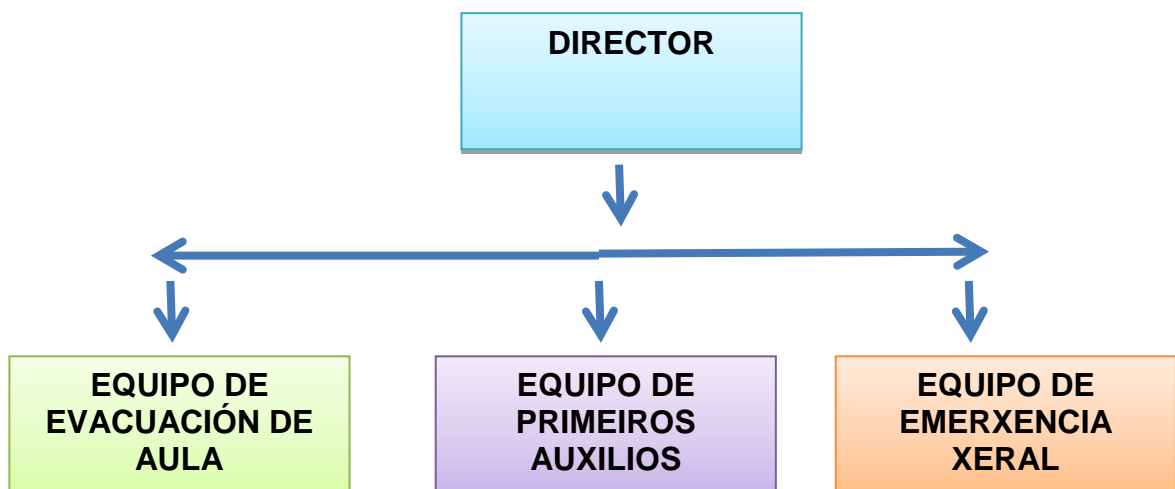 DIRECTOR
EQUIPO DE
EVACUACIÓN DE
AULA
EQUIPO DE
PRIMEIROS
AUXILIOS
EQUIPO DE
EMERXENCIA
XERAL